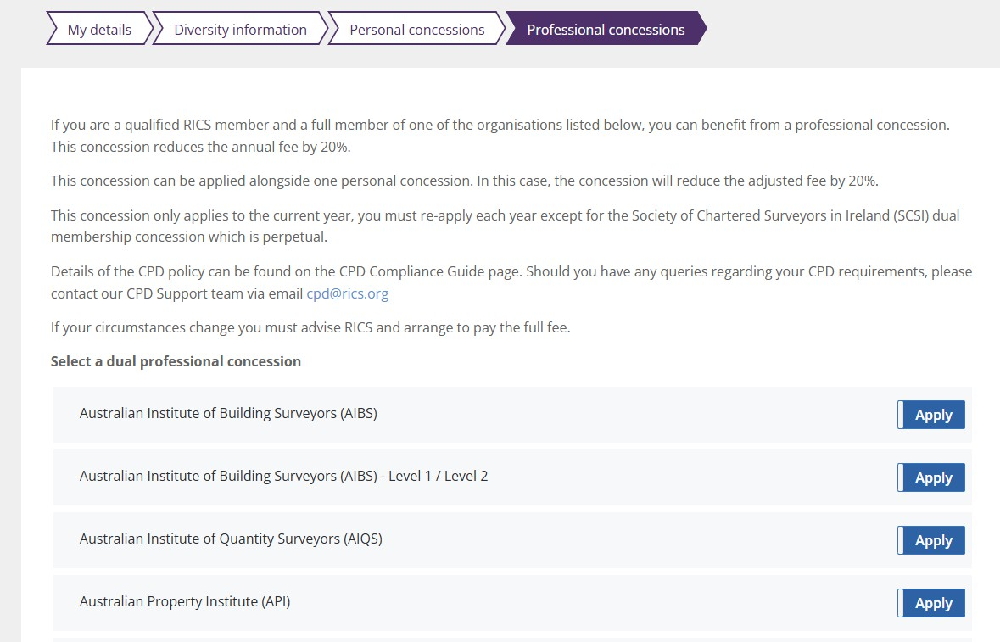 My details
Diversity information
Personal concessions
Professional concessions
If you are a qualified RICS member and a full member of one of the organisations listed below, you can benefit from a professional concession.
This concession reduces the annual fee by 20%.
This concession can be applied alongside one personal concession. In this case, the concession will reduce the adjusted fee by 20%.
This concession only applies to the current year, you must re-apply each year except for the Society of Chartered Surveyors in Ireland (SCSI) dual
membership concession which is perpetual.
Details of the CPD policy can be found on the CPD Compliance Guide page. Should you have any queries regarding your CPD requirements, please
contact our CPD Support team via email cpd@rics.org
If your circumstances change you must advise RICS and arrange to pay the full fee.
Select a dual professional concession
Australian Institute of Building Surveyors (AIBS)
Apply
Australian Institute of Building Surveyors (AIBS) - Level 1 / Level 2
Apply
Australian Institute of Quantity Surveyors (AIQS)
Apply
Australian Property Institute (API)
Apply